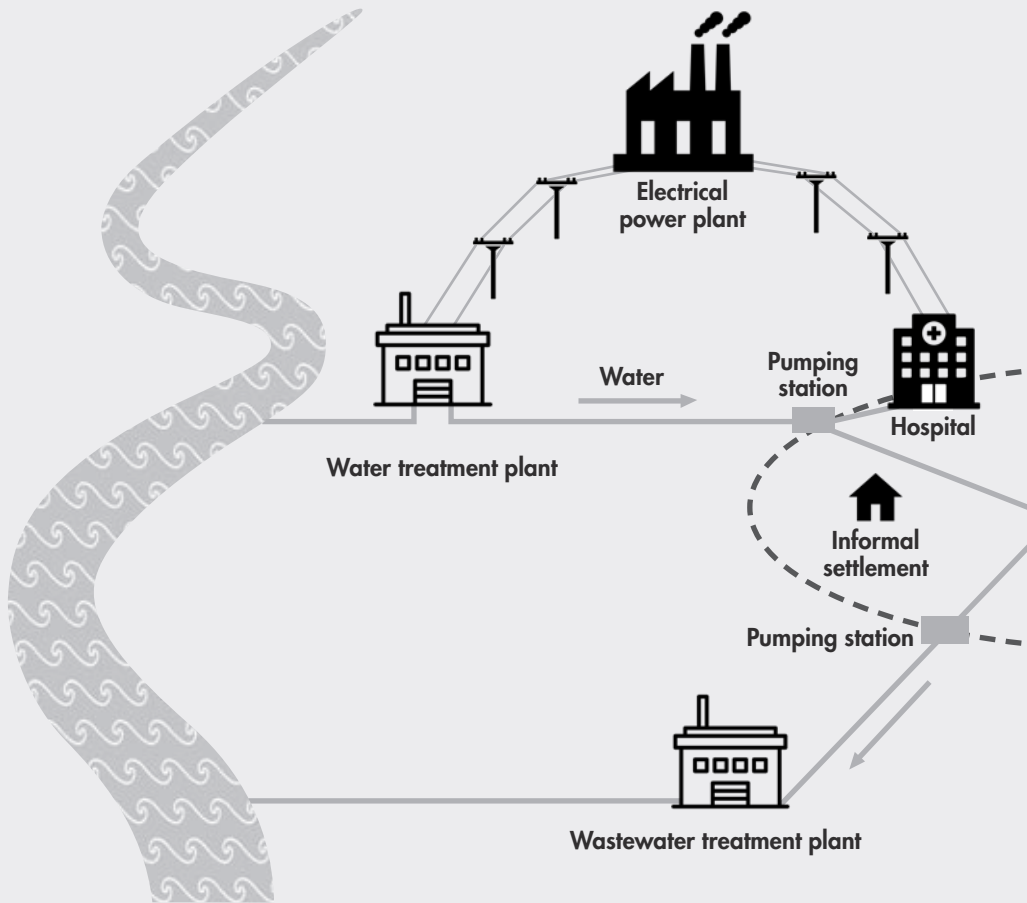 Electrical
power plant
Water
Pumping
station
Hospital
Water treatment plant
Informal
settlement
Pumping station
Wastewater treatment plant